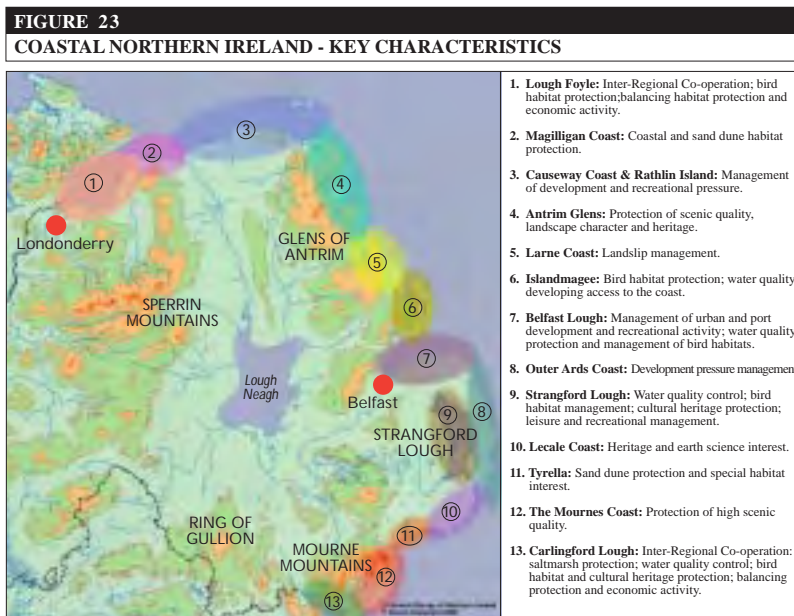 FIGURE 23
COASTAL NORTHERN IRELAND - KEY CHARACTERISTICS
1
2
3
4
5
6
7
8
9
10
11
12
13
Londonderry
GLENS OF
ANTRIM
SPERRIN
MOUNTAINS
Lough
Neagh
Belfast
STRANGFORD
LOUGH
RING OF
GULLION
MOURNE
MOUNTAINS
1. Lough Foyle: Inter-Regional Co-operation; bird
habitat protection;balancing habitat protection and
economic activity.
2. Magilligan Coast: Coastal and sand dune habitat
protection.
3. Causeway Coast & Rathlin Island: Management
of development and recreational pressure.
4. Antrim Glens: Protection of scenic quality,
landscape character and heritage.
5. Larne Coast: Landslip management.
6. Islandmagee: Bird habitat protection; water quality
developing access to the coast.
7. Belfast Lough: Management of urban and port
development and recreational activity; water quality
protection and management of bird habitats.
8. Outer Ards Coast: Development pressure managemen
9. Strangford Lough: Water quality control; bird
habitat management; cultural heritage protection;
leisure and recreational management.
10. Lecale Coast: Heritage and earth science interest.
11. Tyrella: Sand dune protection and special habitat
interest.
12. The Mournes Coast: Protection of high scenic
quality.
13. Carlingford Lough: Inter-Regional Co-operation:
saltmarsh protection; water quality control; bird
habitat and cultural heritage protection; balancing
protection and economic activity.